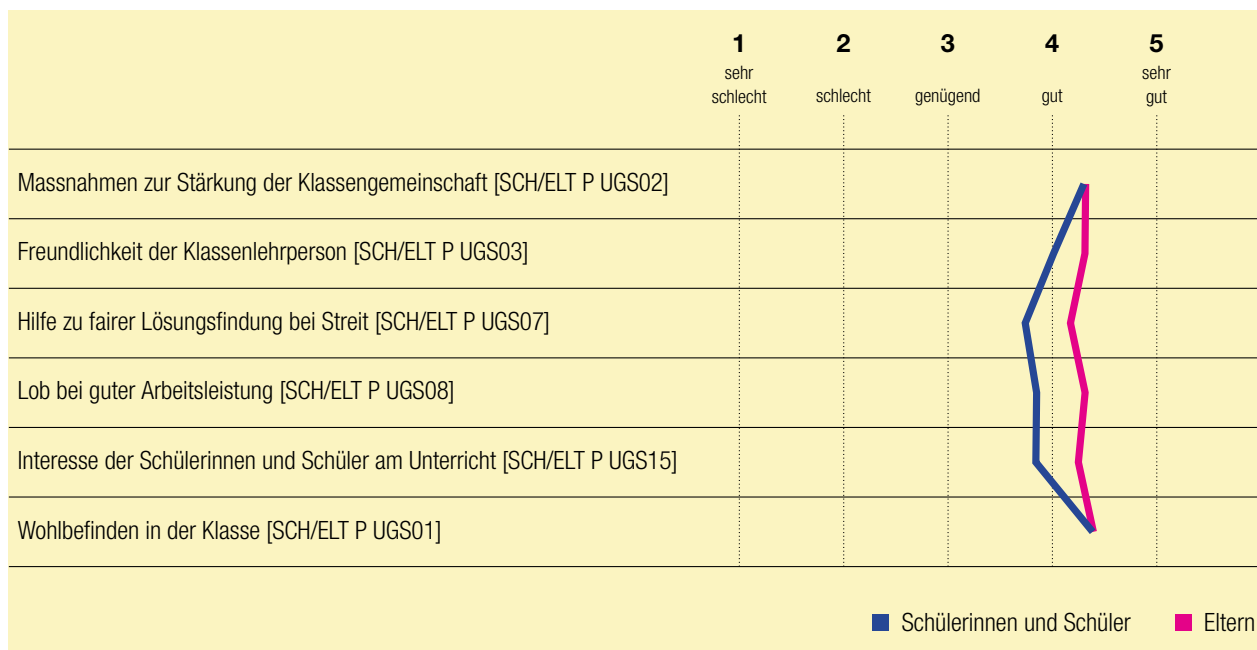 1 2 3 4 5
sehr schlecht schlecht genügend gut sehr gut
Massnahmen zur Stärkung der Klassengemeinschaft [SCH/ELT P UGS02]
Freundlichkeit der Klassenlehrperson [SCH/ELT P UGS03]
Hilfe zu fairer Lösungsfindung bei Streit [SCH/ELT P UGS07]
Lob bei guter Arbeitsleistung [SCH/ELT P UGS08]
Interesse der Schülerinnen und Schüler am Unterricht [SCH/ELT P UGS15]
Wohlbefinden in der Klasse [SCH/ELT P UGS01]
Schülerinnen und Schüler Eltern